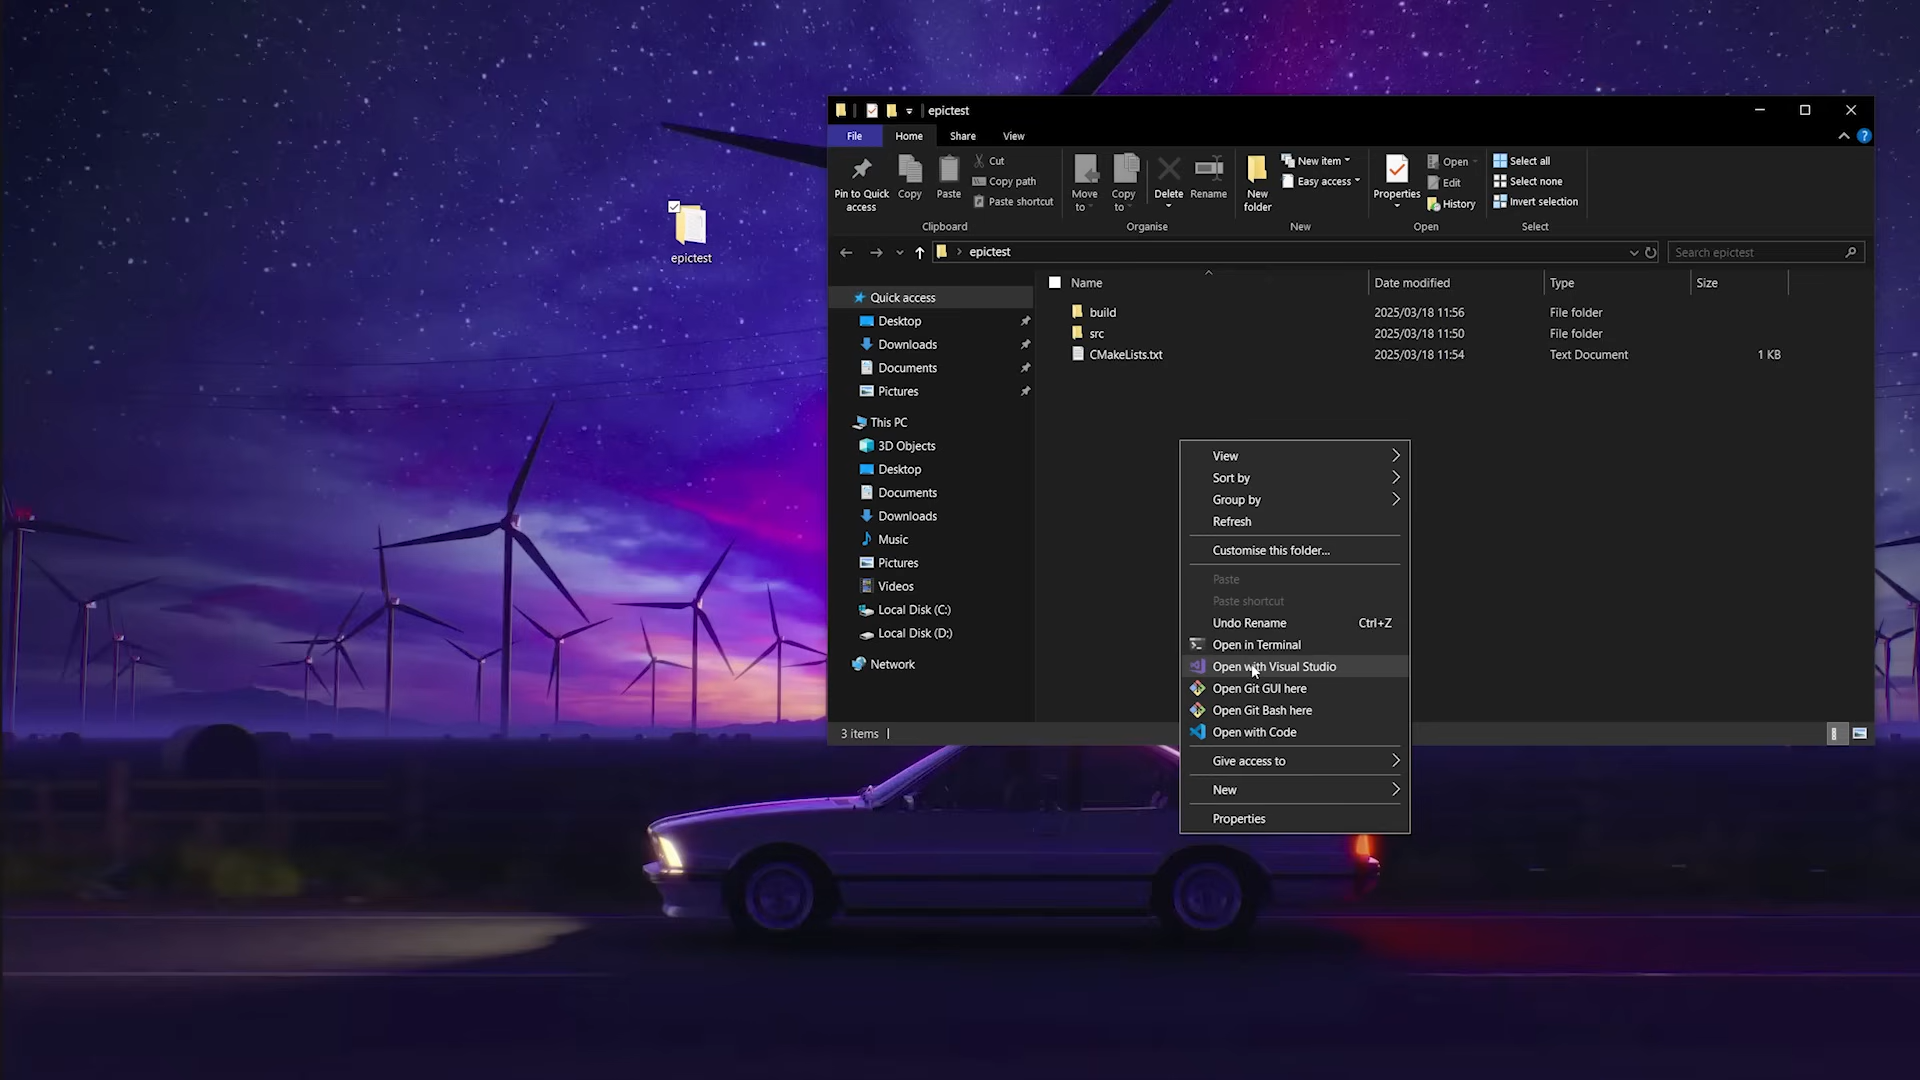 epictest
epictest
File Home Share View
Pin to Quick access
Copy
Paste
Cut
Copy path
Paste shortcut
Clipboard
Move to
Copy to
Delete
Rename
Organise
New folder
New item
Easy access
New
Properties
Open
Edit
History
Open
Select all
Select none
Invert selection
Select
epictest
Search epictest
Quick access
Desktop
Downloads
Documents
Pictures
This PC
3D Objects
Desktop
Documents
Downloads
Music
Pictures
Videos
Local Disk (C:)
Local Disk (D:)
Network
Name Date modified Type Size
build 2025/03/18 11:56 File folder
src 2025/03/18 11:50 File folder
CMakeLists.txt 2025/03/18 11:54 Text Document 1 KB
View
Sort by
Group by
Refresh
Customise this folder...
Paste
Paste shortcut
Undo Rename Ctrl+Z
Open in Terminal
Open with Visual Studio
Open Git GUI here
Open Git Bash here
Open with Code
Give access to
New
Properties
3 items